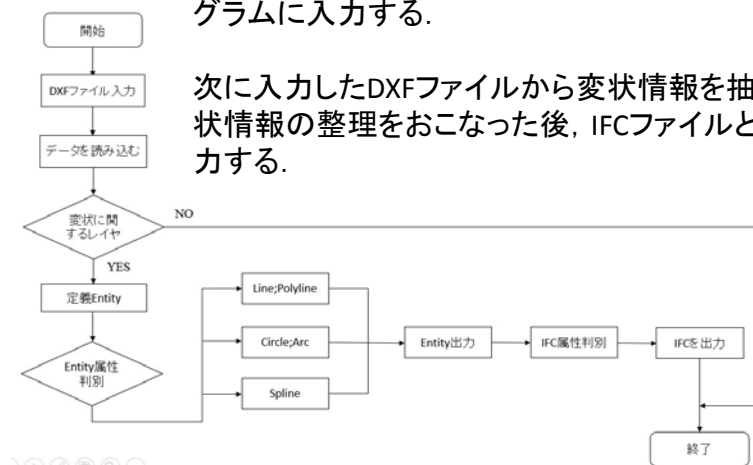 グラムに入力する.
次に入力したDXFファイルから変状情報を抽
状情報の整理をおこなった後, IFCファイルと
力する.
開始
DXFファイル入力
データを読み込む
変状に関
するレイヤ
NO
YES
定義Entity
Entity属性
判別
Line;Polyline
Circle;Arc
Spline
Entity出力
IFC属性判別
IFCを出力
終了